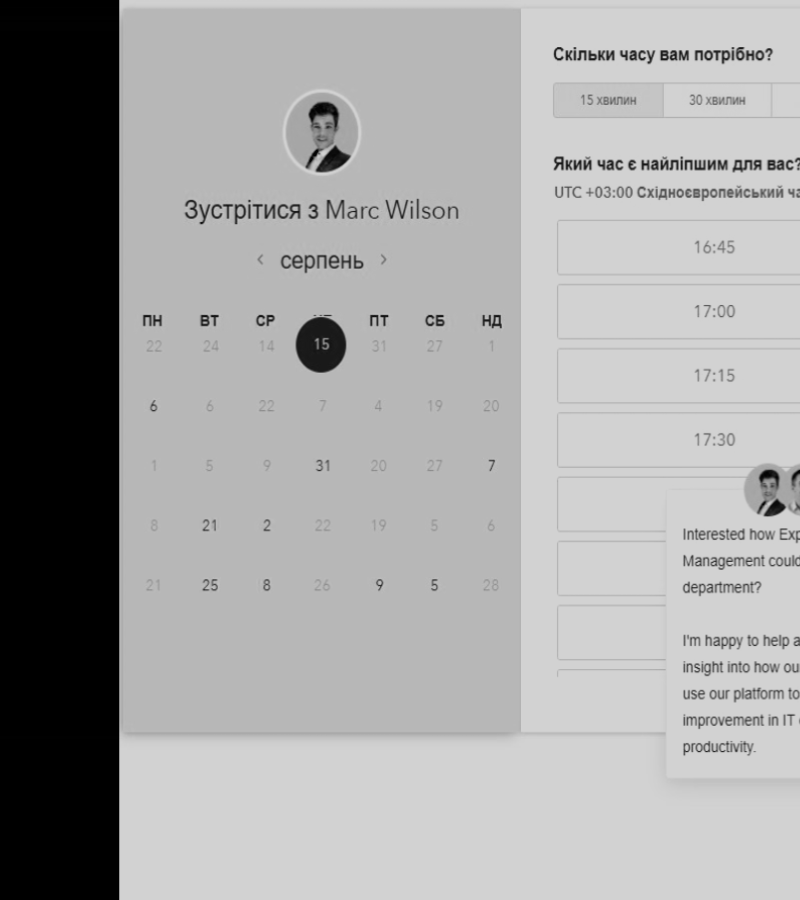 Зустрітися з Marc Wilson
серпень
ПН ВТ СР ПТ СБ НД
22 24 14 15 31 27 1
6 6 22 7 4 19 20
1 5 9 31 20 27 7
8 21 2 22 19 5 6
21 25 8 26 9 5 28
Скільки часу вам потрібно?
15 хвилин 30 хвилин
Який час є найліпшим для вас?
UTC +03:00 Східноєвропейський
16:45
17:00
17:15
17:30
Interested how
Management could
department?
I'm happy to help
insight into how
use our platform to
improvement in IT
productivity.